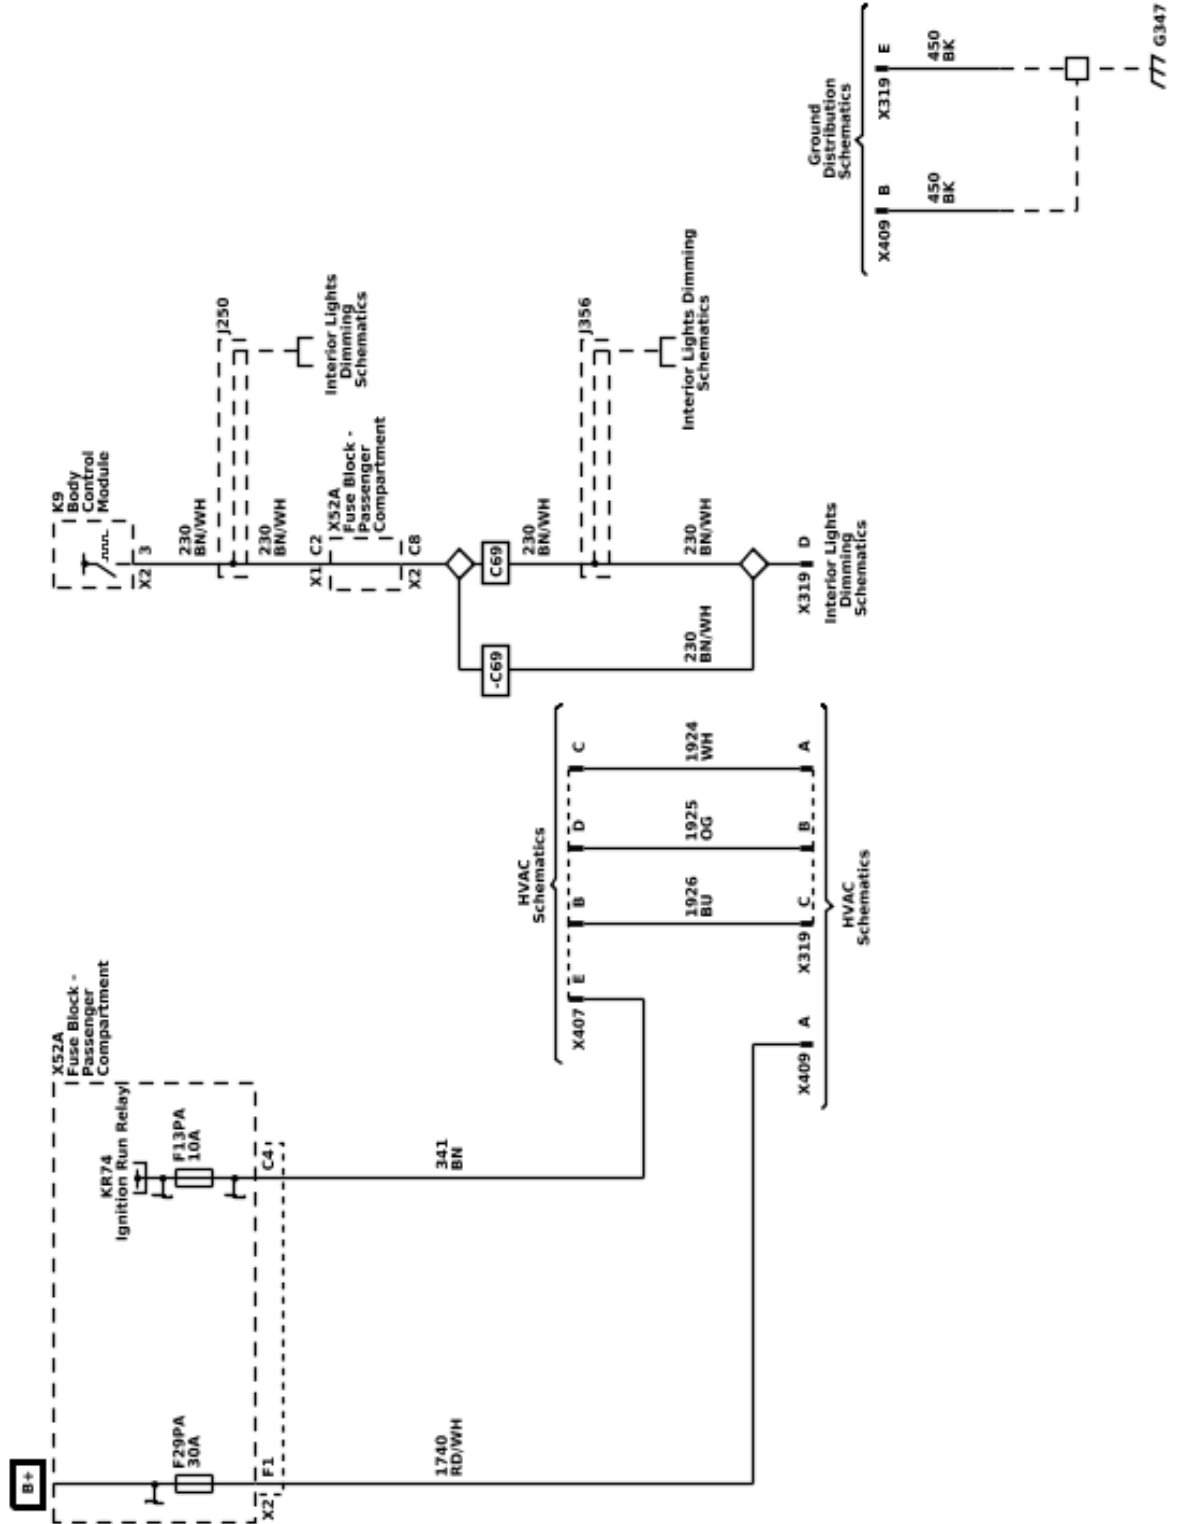 B+
X52A
Fuse Block -
Passenger
Compartment
KR74
Ignition Run Relay
F29PA
30A
F13PA
10A
X2
F1
C4
1740
RD/WH
341
BN
K9
Body
Control
Module
X2
3
230
BN/WH
J250
230
BN/WH
Interior Lights
Dimming
Schematics
X1
C2
X52A
Fuse Block -
Passenger
Compartment
X2
C8
-C69
C69
230
BN/WH
J356
Interior Lights Dimming
Schematics
230
BN/WH
230
BN/WH
X319
D
Interior Lights
Dimming
Schematics
HVAC
Schematics
X407
E
B
D
C
1926
BU
1925
OG
1924
WH
X409
A
X319
C
B
A
HVAC
Schematics
Ground
Distribution
Schematics
X409
B
X319
E
450
BK
450
BK
G347